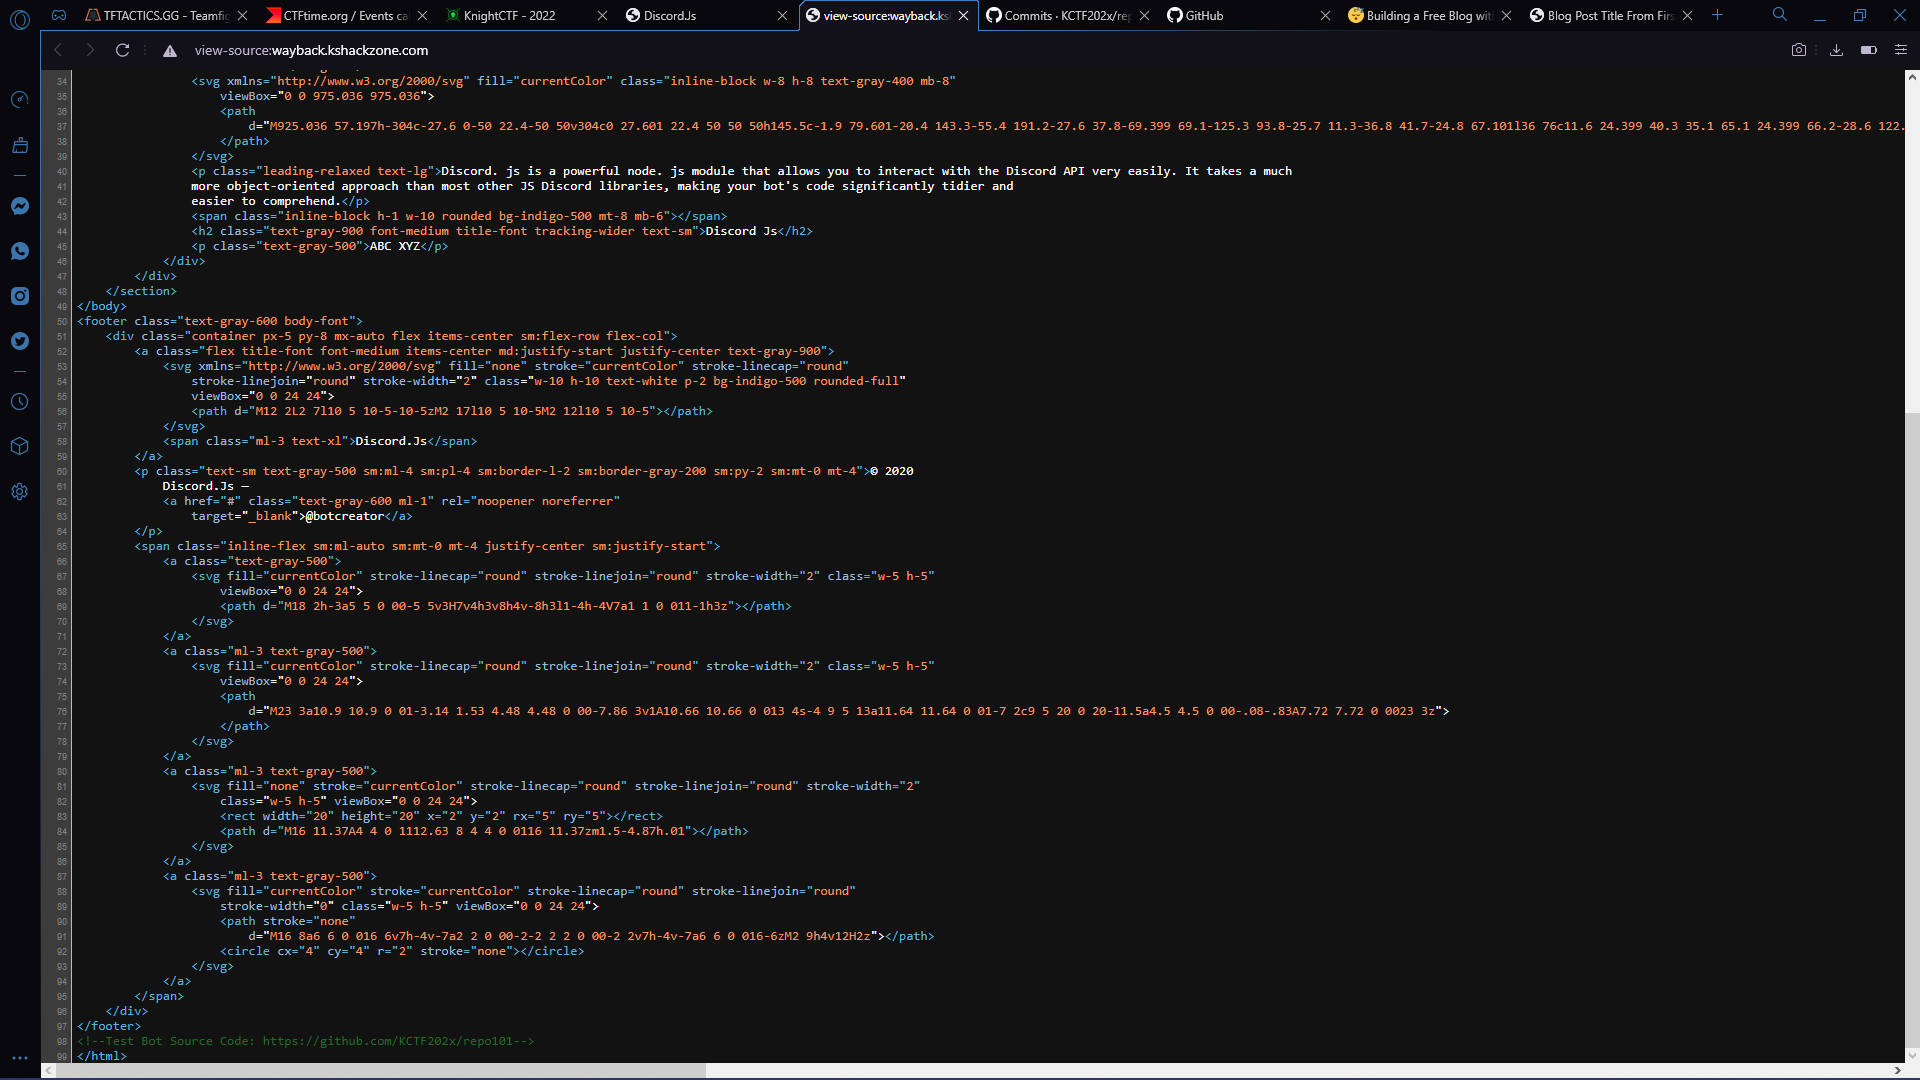 TFTACTICS.GG - Teamfig
CTFtime.org / Events ca
KnightCTF - 2022
Discord.Js
view-source:wayback.ks
Commits · KCTF202x/rep
GitHub
Building a Free Blog with
Blog Post Title From Firs
view-source:wayback.kshackzone.com
34 <svg xmlns="http://www.w3.org/2000/svg" fill="currentColor" class="inline-block w-8 h-8 text-gray-400 mb-8"
35 viewBox="0 0 975.036 975.036">
36 <path
37 d="M925.036 57.197h-304c-27.6 0-50 22.4-50 50v304c0 27.601 22.4 50 50 50h145.5c-1.9 79.601-20.4 143.3-55.4 191.2-27.6 37.8-69.399 69.1-125.3 93.8-25.7 11.3-36.8 41.7-24.8 67.101l36 76c11.6 24.399 40.3 35.1 65.1 24.399 66.2-28.6 122.
38 </path>
39 </svg>
40 <p class="leading-relaxed text-lg">Discord. js is a powerful node. js module that allows you to interact with the Discord API very easily. It takes a much
41 more object-oriented approach than most other JS Discord libraries, making your bot's code significantly tidier and
42 easier to comprehend.</p>
43 <span class="inline-block h-1 w-10 rounded bg-indigo-500 mt-8 mb-6"></span>
44 <h2 class="text-gray-900 font-medium title-font tracking-wider text-sm">Discord Js</h2>
45 <p class="text-gray-500">ABC XYZ</p>
46 </div>
47 </div>
48 </section>
49 </body>
50 <footer class="text-gray-600 body-font">
51 <div class="container px-5 py-8 mx-auto flex items-center sm:flex-row flex-col">
52 <a class="flex title-font font-medium items-center md:justify-start justify-center text-gray-900">
53 <svg xmlns="http://www.w3.org/2000/svg" fill="none" stroke="currentColor" stroke-linecap="round"
54 stroke-linejoin="round" stroke-width="2" class="w-10 h-10 text-white p-2 bg-indigo-500 rounded-full"
55 viewBox="0 0 24 24">
56 <path d="M12 2L2 7l10 5 10-5-10-5zM2 17l10 5 10-5M2 12l10 5 10-5"></path>
57 </svg>
58 <span class="ml-3 text-xl">Discord.Js</span>
59 </a>
60 <p class="text-sm text-gray-500 sm:ml-4 sm:pl-4 sm:border-l-2 sm:border-gray-200 sm:py-2 sm:mt-0 mt-4">© 2020
61 Discord.Js —
62 <a href="#" class="text-gray-600 ml-1" rel="noopener noreferrer"
63 target="_blank">@botcreator</a>
64 </p>
65 <span class="inline-flex sm:ml-auto sm:mt-0 mt-4 justify-center sm:justify-start">
66 <a class="text-gray-500">
67 <svg fill="currentColor" stroke-linecap="round" stroke-linejoin="round" stroke-width="2" class="w-5 h-5"
68 viewBox="0 0 24 24">
69 <path d="M18 2h-3a5 5 0 00-5 5v3H7v4h3v8h4v-8h3l1-4h-4V7a1 1 0 011-1h3z"></path>
70 </svg>
71 </a>
72 <a class="ml-3 text-gray-500">
73 <svg fill="currentColor" stroke-linecap="round" stroke-linejoin="round" stroke-width="2" class="w-5 h-5"
74 viewBox="0 0 24 24">
75 <path
76 d="M23 3a10.9 10.9 0 01-3.14 1.53 4.48 4.48 0 00-7.86 3v1A10.66 10.66 0 013 4s-4 9 5 13a11.64 11.64 0 01-7 2c9 5 20 0 20-11.5a4.5 4.5 0 00-.08-.83A7.72 7.72 0 0023 3z">
77 </path>
78 </svg>
79 </a>
80 <a class="ml-3 text-gray-500">
81 <svg fill="none" stroke="currentColor" stroke-linecap="round" stroke-linejoin="round" stroke-width="2"
82 class="w-5 h-5" viewBox="0 0 24 24">
83 <rect width="20" height="20" x="2" y="2" rx="5" ry="5"></rect>
84 <path d="M16 11.37A4 4 0 1112.63 8 4 4 0 0116 11.37zm1.5-4.87h.01"></path>
85 </svg>
86 </a>
87 <a class="ml-3 text-gray-500">
88 <svg fill="currentColor" stroke="currentColor" stroke-linecap="round" stroke-linejoin="round"
89 stroke-width="0" class="w-5 h-5" viewBox="0 0 24 24">
90 <path stroke="none"
91 d="M16 8a6 6 0 016 6v7h-4v-7a2 2 0 00-2-2 2 2 0 00-2 2v7h-4v-7a6 6 0 016-6zM2 9h4v12H2z"></path>
92 <circle cx="4" cy="4" r="2" stroke="none"></circle>
93 </svg>
94 </a>
95 </span>
96 </div>
97 </footer>
98 <!--Test Bot Source Code: https://github.com/KCTF202x/repo101-->
99 </html>